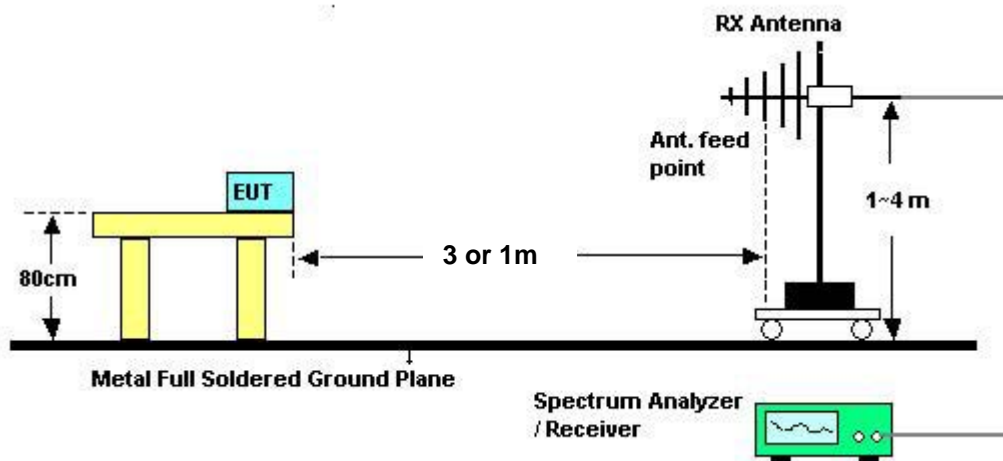 RX Antenna
Ant. feed
point
EUT
1~4 m
3 or 1m
80cm
Metal Full Soldered Ground Plane
Spectrum Analyzer
/ Receiver